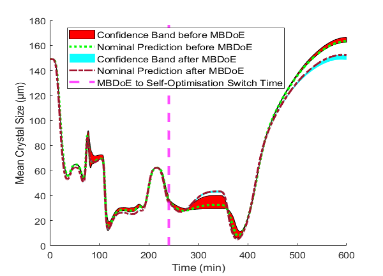 180
160
140
120
100
80
60
40
20
0
Mean Crystal Size (μm)
Confidence Band before MBDoE
Nominal Prediction before MBDoE
Confidence Band after MBDoE
Nominal Prediction after MBDoE
MBDoE to Self-Optimisation Switch Time
0 100 200 300 400 500 600
Time (min)